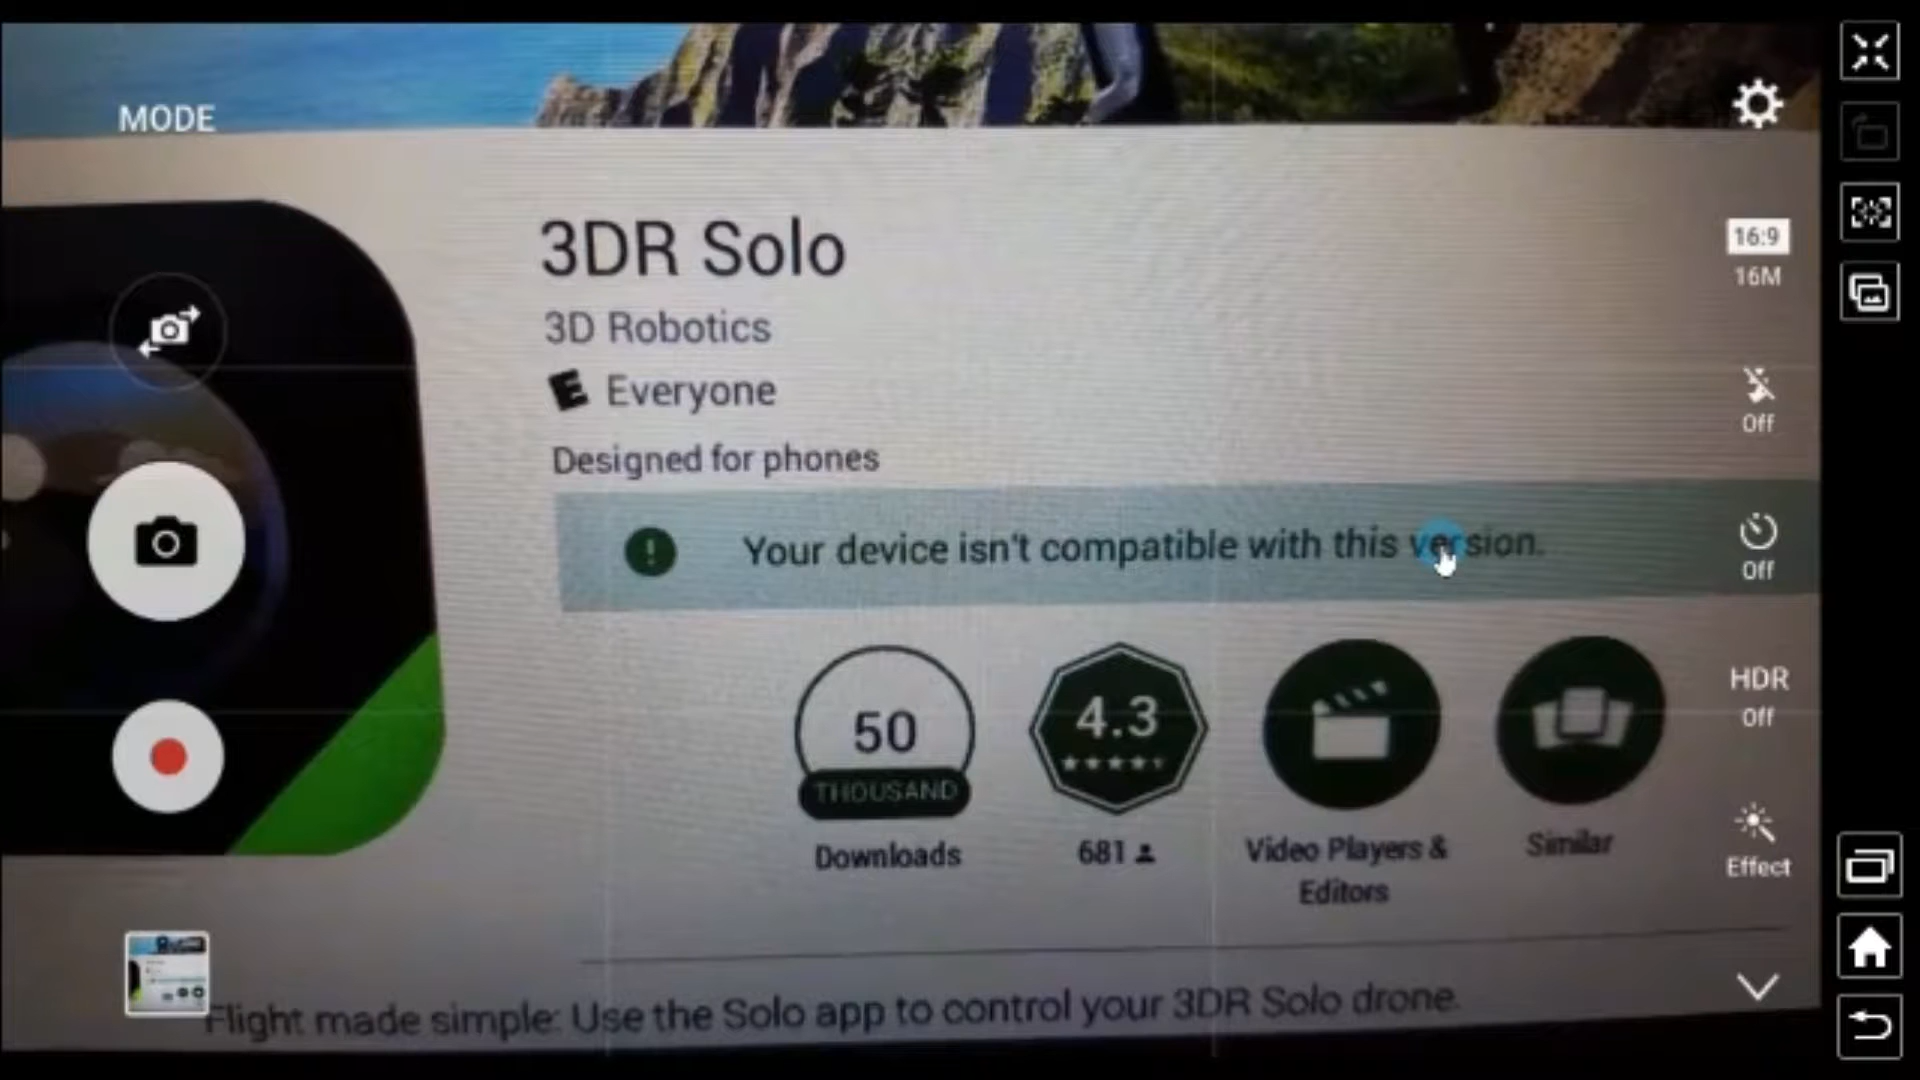 MODE
16:9
16M
3DR Solo
3D Robotics
E Everyone
Designed for phones
Off
! Your device isn't compatible with this version.
Off
50
THOUSAND
Downloads
4.3
681
Video Players &
Editors
Similar
HDR
Off
Effect
Flight made simple: Use the Solo app to control your 3DR Solo drone.